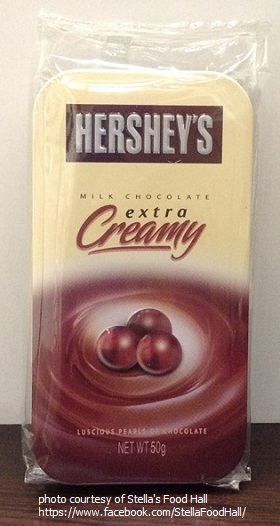 HERSHEY'S
MILK CHOCOLATE
extra
Creamy
LUSCIOUS PEARLS OF CHOCOLATE
NET WT 50g
photo courtesy of Stella's Food Hall
https://www.facebook.com/StellaFoodHall/